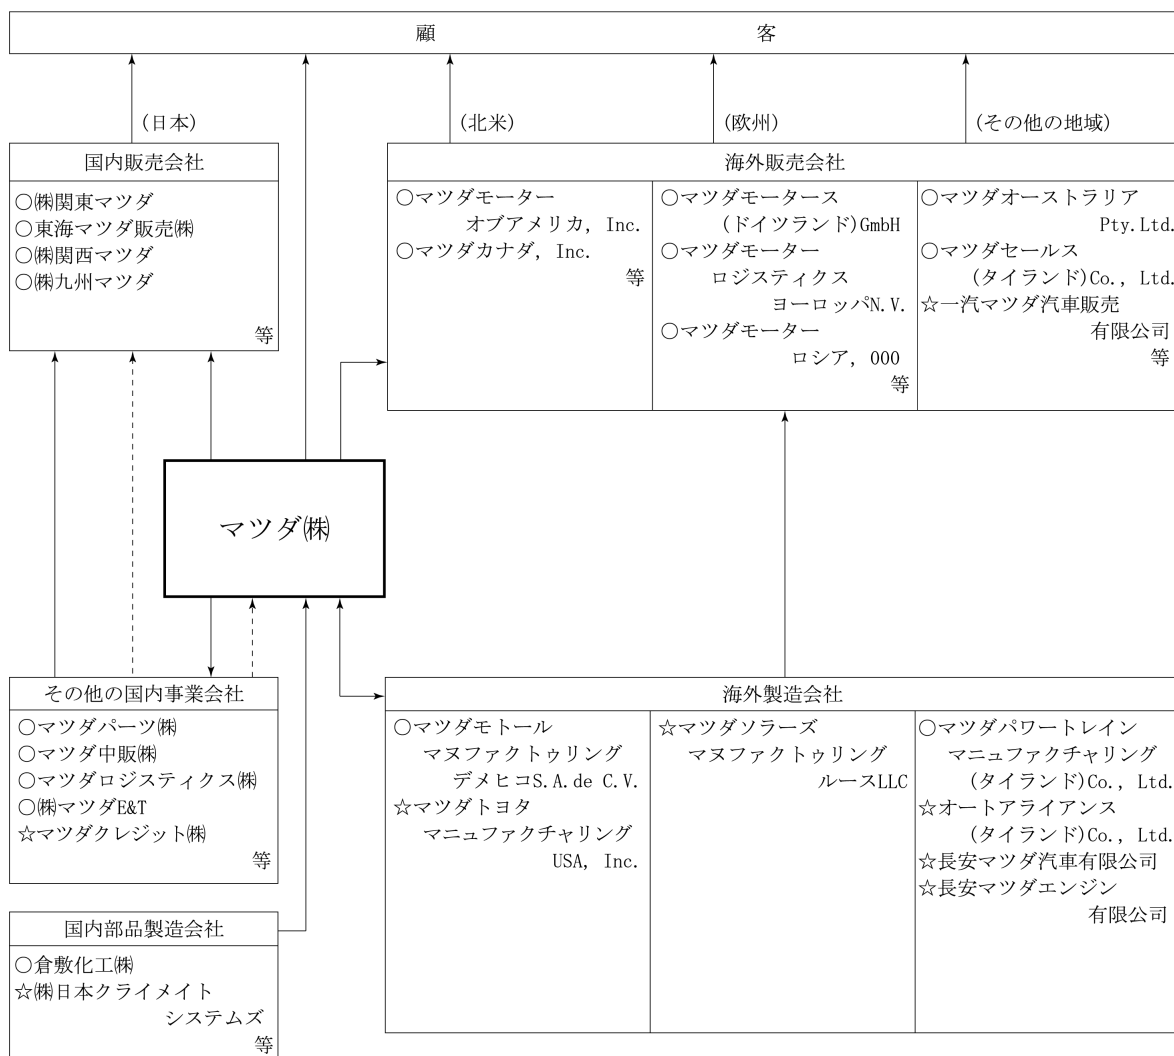 顧　客
(日本)
(北米)
(欧州)
(その他の地域)
国内販売会社
○㈱関東マツダ
○東海マツダ販売㈱
○㈱関西マツダ
○㈱九州マツダ
等
海外販売会社
○マツダモーター
オブアメリカ, Inc.
○マツダカナダ, Inc.
等
○マツダモータース
(ドイツランド)GmbH
○マツダモーター
ロジスティクス
ヨーロッパN.V.
○マツダモーター
ロシア, OOO
等
○マツダオーストラリア
Pty.Ltd.
○マツダセールス
(タイランド)Co., Ltd.
☆一汽マツダ汽車販売
有限公司
等
マツダ㈱
その他の国内事業会社
○マツダパーツ㈱
○マツダ中販㈱
○マツダロジスティクス㈱
○㈱マツダE&T
☆マツダクレジット㈱
等
国内部品製造会社
○倉敷化工㈱
☆㈱日本クライメイト
システムズ
等
海外製造会社
○マツダモトール
マヌファクトゥリング
デメヒコS.A.de C.V.
☆マツダトヨタ
マニュファクチャリング
USA, Inc.
☆マツダソラーズ
マヌファクトゥリング
ルースLLC
○マツダパワートレイン
マニュファクチャリング
(タイランド)Co., Ltd.
☆オートアライアンス
(タイランド)Co., Ltd.
☆長安マツダ汽車有限公司
☆長安マツダエンジン
有限公司